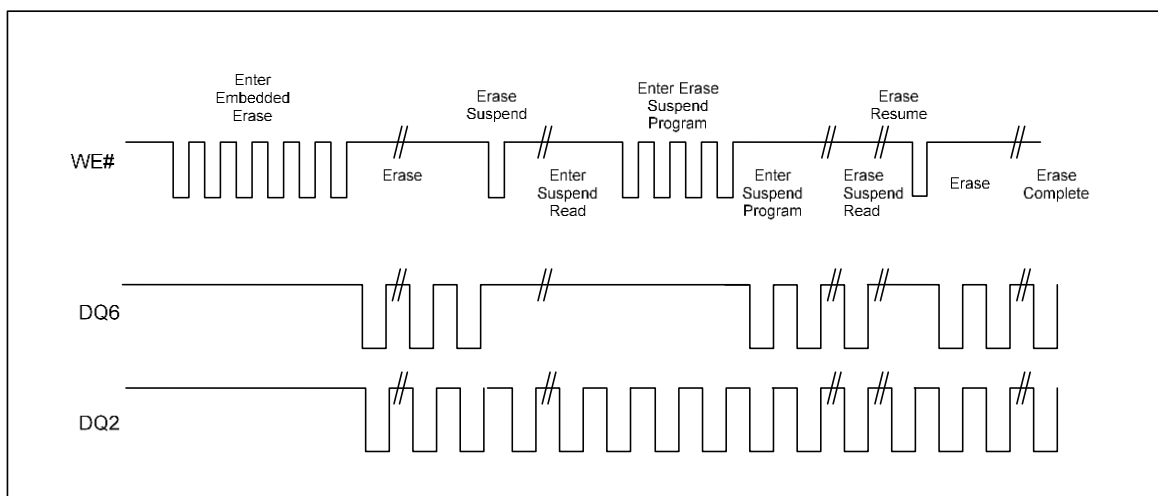 Enter
Embedded
Erase
Erase
Suspend
Enter Erase
Suspend
Program
Erase
Resume
WE#
Erase
Enter
Suspend
Read
Enter
Suspend
Program
Erase
Suspend
Read
Erase
Erase
Complete
DQ6
DQ2